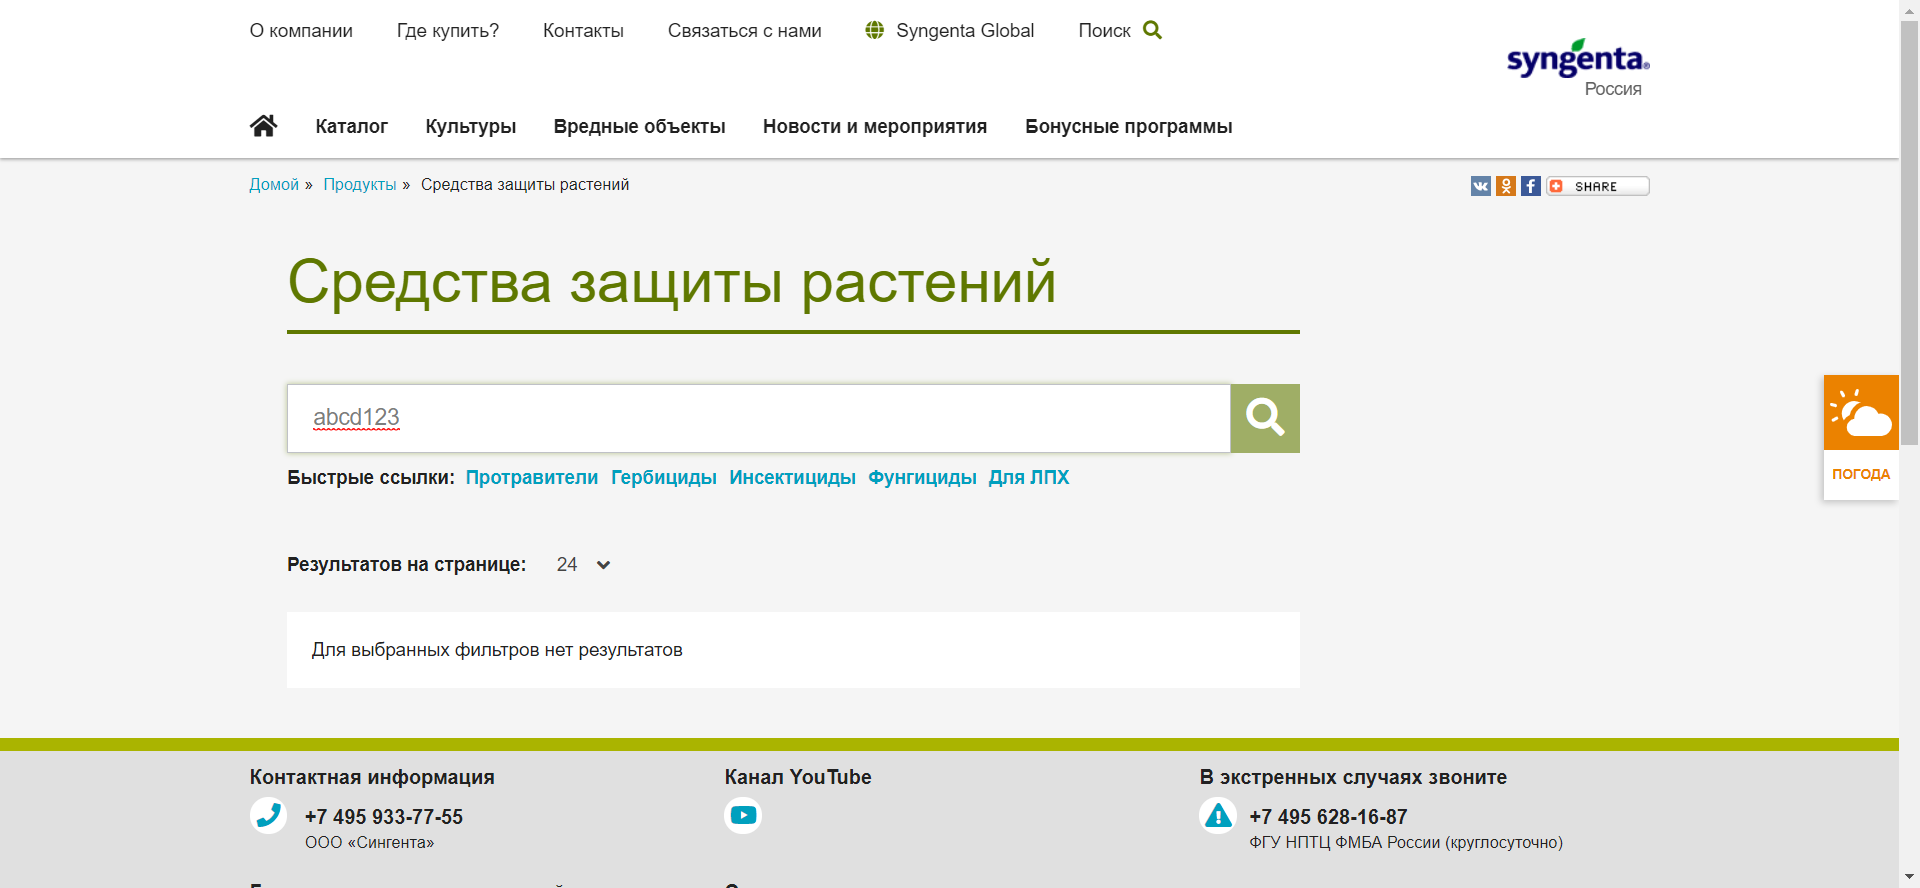 О компании Где купить? Контакты Связаться с нами Syngenta Global Поиск
syngenta®
Россия
Каталог Культуры Вредные объекты Новости и мероприятия Бонусные программы
Домой » Продукты » Средства защиты растений
SHARE
Средства защиты растений
abcd123
Быстрые ссылки: Протравители Гербициды Инсектициды Фунгициды Для ЛПХ
ПОГОДА
Результатов на странице: 24
Для выбранных фильтров нет результатов
Контактная информация
+7 495 933-77-55
ООО «Сингента»
Канал YouTube
В экстренных случаях звоните
+7 495 628-16-87
ФГУ НПТЦ ФМБА России (круглосуточно)